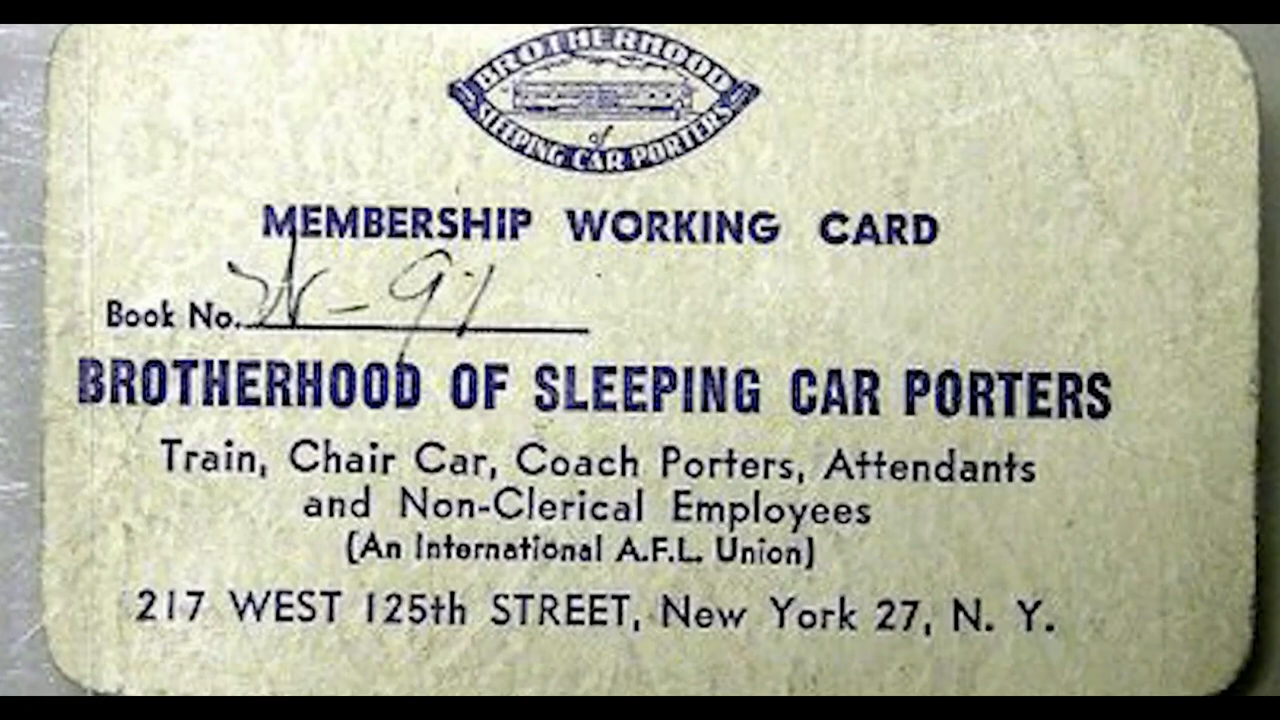 BROTHERHOOD
of
SLEEPING CAR PORTERS
MEMBERSHIP WORKING CARD
Book No. -97
BROTHERHOOD OF SLEEPING CAR PORTERS
Train, Chair Car, Coach Porters, Attendants
and Non-Clerical Employees
(An International A.F.L. Union)
217 WEST 125th STREET, New York 27, N. Y.